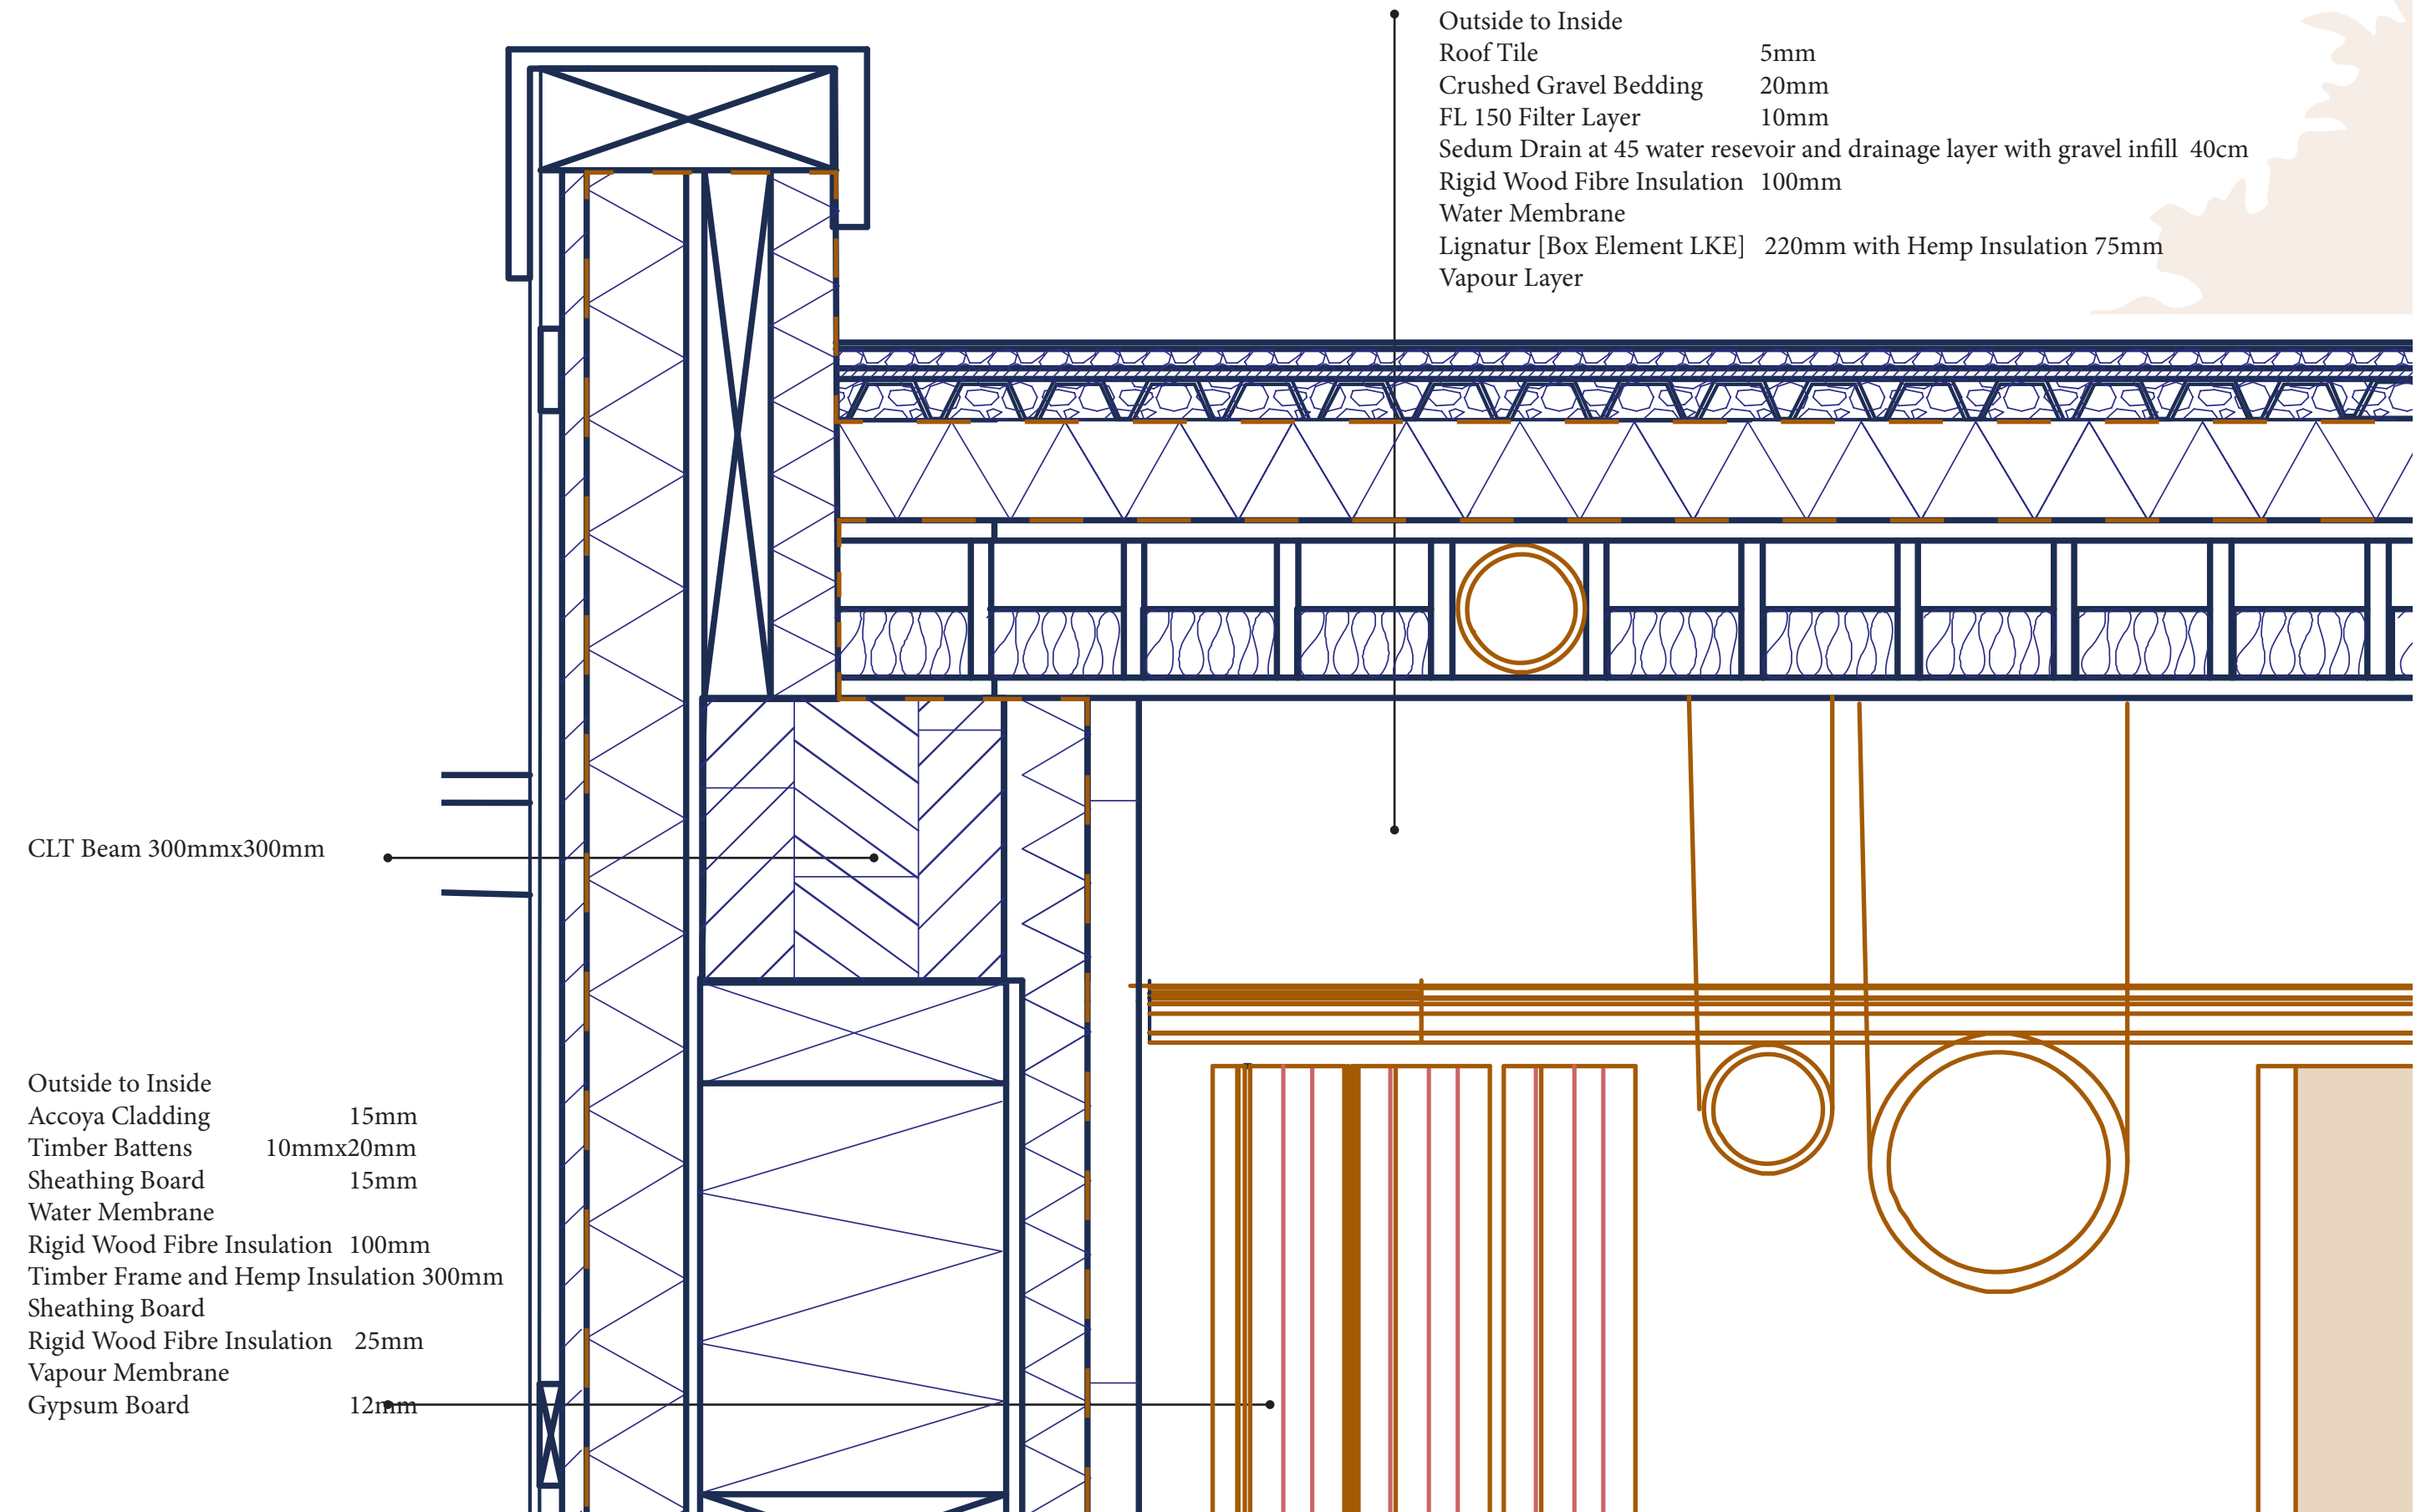 Outside to Inside
Roof Tile 5mm
Crushed Gravel Bedding 20mm
FL 150 Filter Layer 10mm
Sedum Drain at 45 water resevoir and drainage layer with gravel infill 40cm
Rigid Wood Fibre Insulation 100mm
Water Membrane
Lignatur [Box Element LKE] 220mm with Hemp Insulation 75mm
Vapour Layer
CLT Beam 300mmx300mm
Outside to Inside
Accoya Cladding 15mm
Timber Battens 10mmx20mm
Sheathing Board 15mm
Water Membrane
Rigid Wood Fibre Insulation 100mm
Timber Frame and Hemp Insulation 300mm
Sheathing Board
Rigid Wood Fibre Insulation 25mm
Vapour Membrane
Gypsum Board 12mm